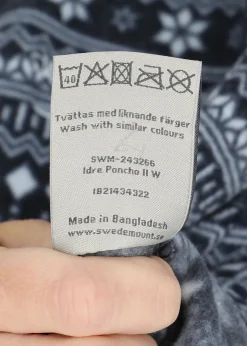 40
Tvättas med liknande färger
Wash with similar colours
SWM-243266
Idre Poncho II W
1821434322
Made in Bangladesh
www.swedemount.se